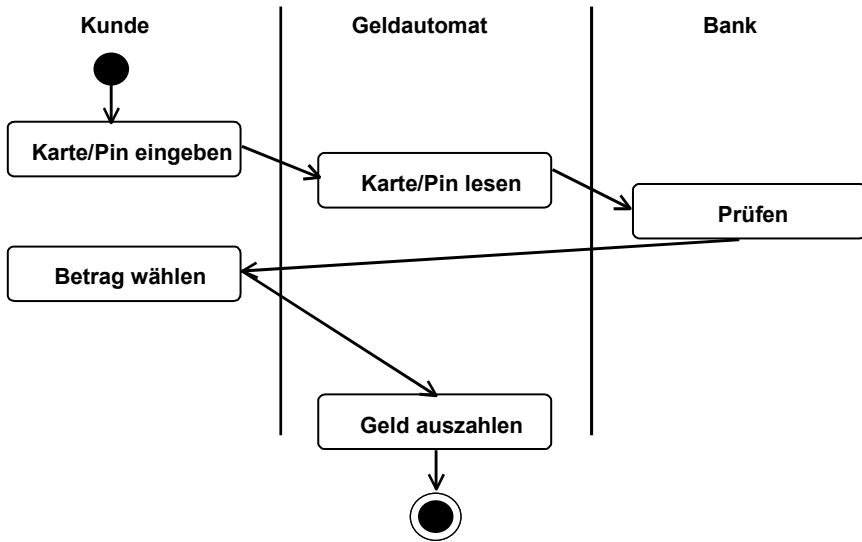 Kunde
Geldautomat
Bank
Karte/Pin eingeben
Karte/Pin lesen
Prüfen
Betrag wählen
Geld auszahlen